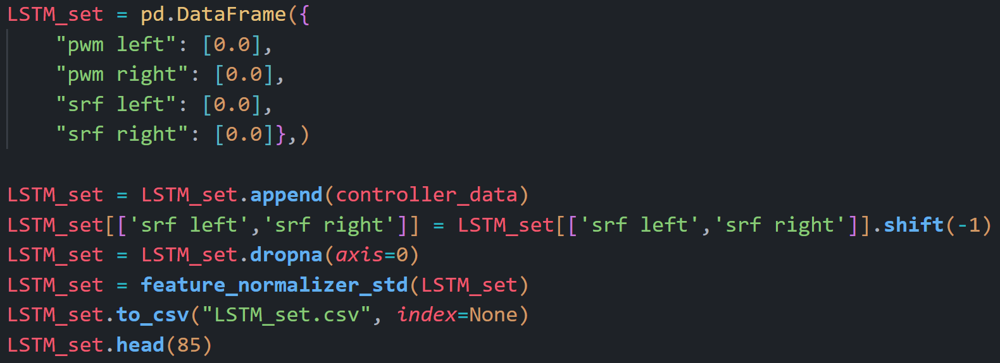 LSTM_set = pd.DataFrame({
    "pwm left": [0.0],
    "pwm right": [0.0],
    "srf left": [0.0],
    "srf right": [0.0]},)

LSTM_set = LSTM_set.append(controller_data)
LSTM_set[['srf left','srf right']] = LSTM_set[['srf left','srf right']].shift(-1)
LSTM_set = LSTM_set.dropna(axis=0)
LSTM_set = feature_normalizer_std(LSTM_set)
LSTM_set.to_csv("LSTM_set.csv", index=None)
LSTM_set.head(85)